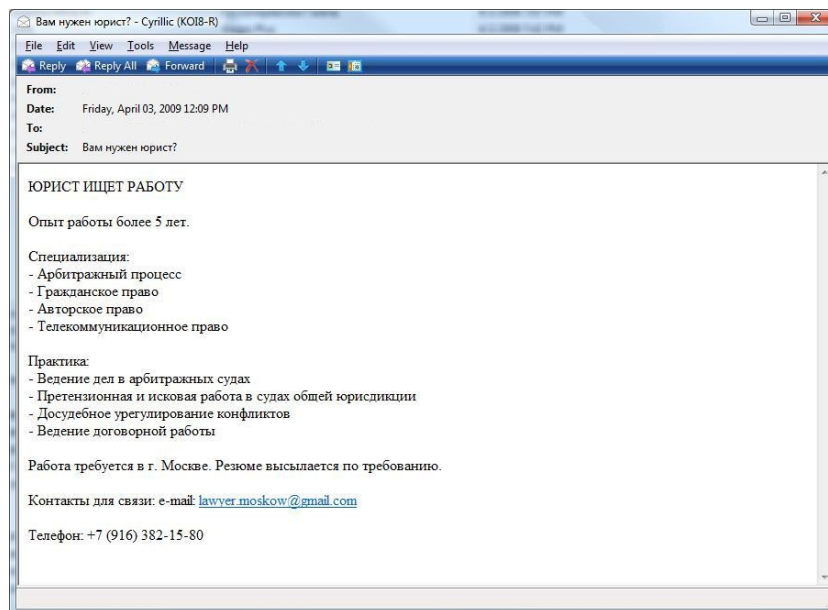 Вам нужен юрист? - Cyrillic (KOI8-R)
File Edit View Tools Message Help
Reply Reply All Forward
From:
Date: Friday, April 03, 2009 12:09 PM
To:
Subject: Вам нужен юрист?
ЮРИСТ ИЩЕТ РАБОТУ
Опыт работы более 5 лет.
Специализация:
- Арбитражный процесс
- Гражданское право
- Авторское право
- Телекоммуникационное право
Практика:
- Ведение дел в арбитражных судах
- Претензионная и исковая работа в судах общей юрисдикции
- Досудебное урегулирование конфликтов
- Ведение договорной работы
Работа требуется в г. Москве. Резюме высылается по требованию.
Контакты для связи: e-mail: lawyer.moskow@gmail.com
Телефон: +7 (916) 382-15-80